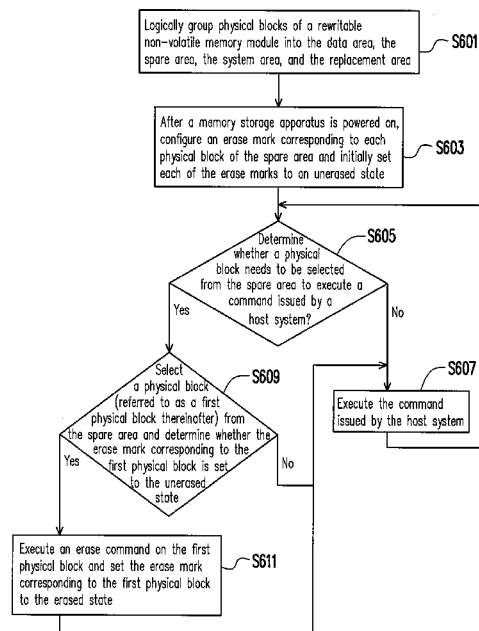 Logically group physical blocks of a rewritable
non-volatile memory module into the data area, the
spare area, the system area, and the replacement area
S601
After a memory storage apparatus is powered on,
configure an erase mark corresponding to each
physical block of the spare area and initially set
each of the erase marks to an unerased state
S603
Determine
whether a physical
block needs to be selected
from the spare area to execute a
command issued by a
host system?
S605
Yes
No
Select
a physical block
(referred to as a first
physical block thereinafter) from
the spare area and determine whether the
erase mark corresponding to the
first physical block is set
to the unerased
state
S609
Execute the command
issued by the host system
S607
Yes
No
Execute an erase command on the first
physical block and set the erase mark
corresponding to the first physical block
to the erased state
S611